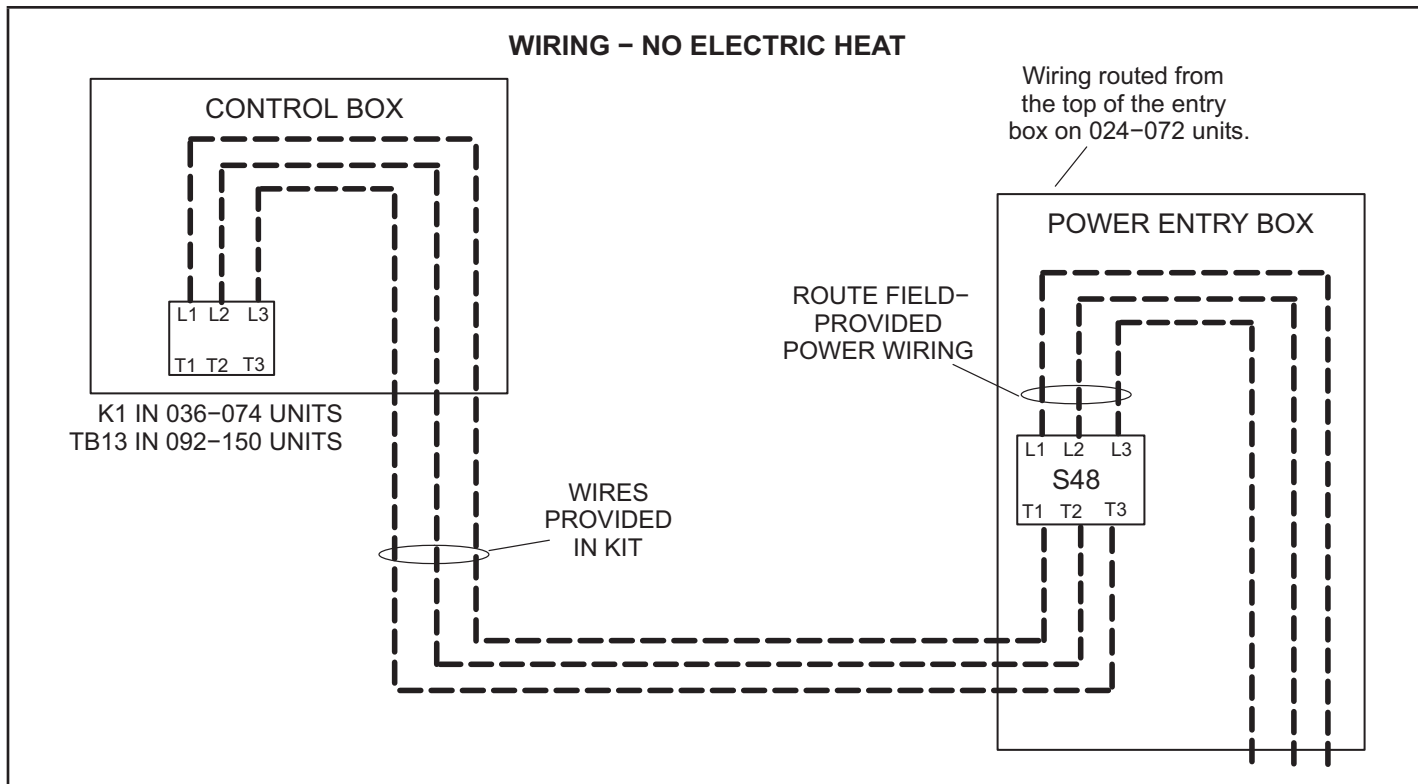 WIRING − NO ELECTRIC HEAT
Wiring routed from
the top of the entry
box on 024−072 units.
CONTROL BOX
L1 L2 L3
T1 T2 T3
K1 IN 036−074 UNITS
TB13 IN 092−150 UNITS
WIRES
PROVIDED
IN KIT
POWER ENTRY BOX
ROUTE FIELD−
PROVIDED
POWER WIRING
L1 L2 L3
S48
T1 T2 T3